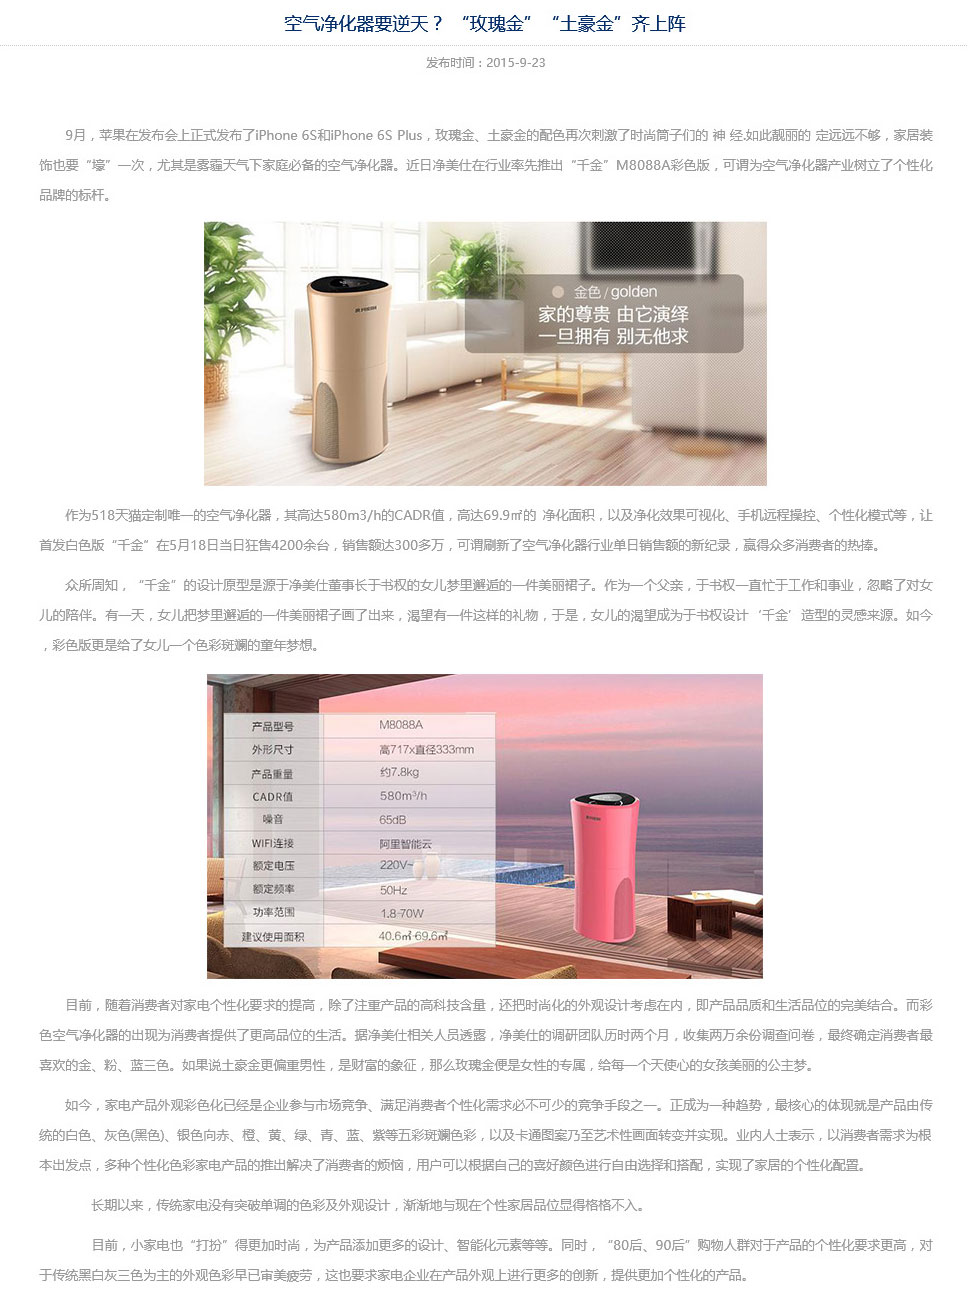 空气净化器要逆天？ “玫瑰金” “土豪金”齐上阵
发布时间：2015-9-23
9月，苹果在发布会上正式发布了iPhone 6S和iPhone 6S Plus，玫瑰金、土豪金的配色再次刺激了时尚筒子们的 神 经.如此靓丽的 定远远不够，家居装
饰也要“壕”一次，尤其是雾霾天气下家庭必备的空气净化器。近日净美仕在行业率先推出“千金”M8088A彩色版，可谓为空气净化器产业树立了个性化
品牌的标杆。
金色/golden
家的尊贵 由它演绎
一旦拥有 别无他求
作为518天猫定制唯一的空气净化器，其高达580m3/h的CADR值，高达69.9㎡的 净化面积，以及净化效果可视化、手机远程操控、个性化模式等，让
首发白色版“千金”在5月18日当日狂售4200余台，销售额达300多万，可谓刷新了空气净化器行业单日销售额的新纪录，赢得众多消费者的热捧。
众所周知，“千金”的设计原型是源于净美仕董事长于书权的女儿梦里邂逅的一件美丽裙子。作为一个父亲，于书权一直忙于工作和事业，忽略了对女
儿的陪伴。有一天，女儿把梦里邂逅的一件美丽裙子画了出来，渴望有一件这样的礼物，于是，女儿的渴望成为于书权设计‘千金’造型的灵感来源。如今
，彩色版更是给了女儿一个色彩斑斓的童年梦想。
产品型号 M8088A
外形尺寸 高717x直径333mm
产品重量 约7.8kg
CADR值 580m³/h
噪音 65dB
WIFI连接 阿里智能云
额定电压 220V~
额定频率 50Hz
功率范围 1.8-70W
建议使用面积 40.6㎡-69.6㎡
目前，随着消费者对家电个性化要求的提高，除了注重产品的高科技含量，还把时尚化的外观设计考虑在内，即产品品质和生活品位的完美结合。而彩
色空气净化器的出现为消费者提供了更高品位的生活。据净美仕相关人员透露，净美仕的调研团队历时两个月，收集两万余份调查问卷，最终确定消费者最
喜欢的金、粉、蓝三色。如果说土豪金更偏重男性，是财富的象征，那么玫瑰金便是女性的专属，给每一个天使心的女孩美丽的公主梦。
如今，家电产品外观彩色化已经是企业参与市场竞争、满足消费者个性化需求必不可少的竞争手段之一。正成为一种趋势，最核心的体现就是产品由传
统的白色、灰色(黑色)、银色向赤、橙、黄、绿、青、蓝、紫等五彩斑斓色彩，以及卡通图案乃至艺术性画面转变并实现。业内人士表示，以消费者需求为根
本出发点，多种个性化色彩家电产品的推出解决了消费者的烦恼，用户可以根据自己的喜好颜色进行自由选择和搭配，实现了家居的个性化配置。
长期以来，传统家电没有突破单调的色彩及外观设计，渐渐地与现在个性家居品位显得格格不入。
目前，小家电也“打扮”得更加时尚，为产品添加更多的设计、智能化元素等等。同时，“80后、90后”购物人群对于产品的个性化要求更高，对
于传统黑白灰三色为主的外观色彩早已审美疲劳，这也要求家电企业在产品外观上进行更多的创新，提供更加个性化的产品。